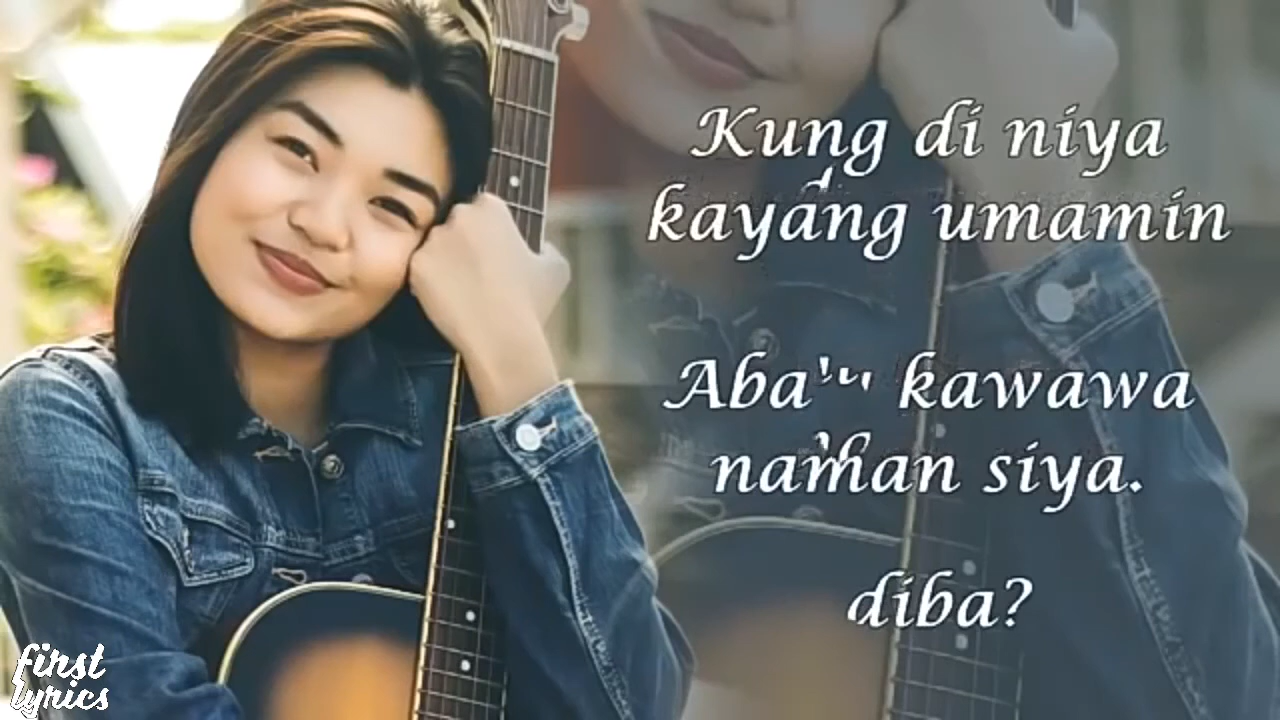 Kung di niya
kayang umamin
Aba'y kawawa
naman siya.
diba?
first
lyrics